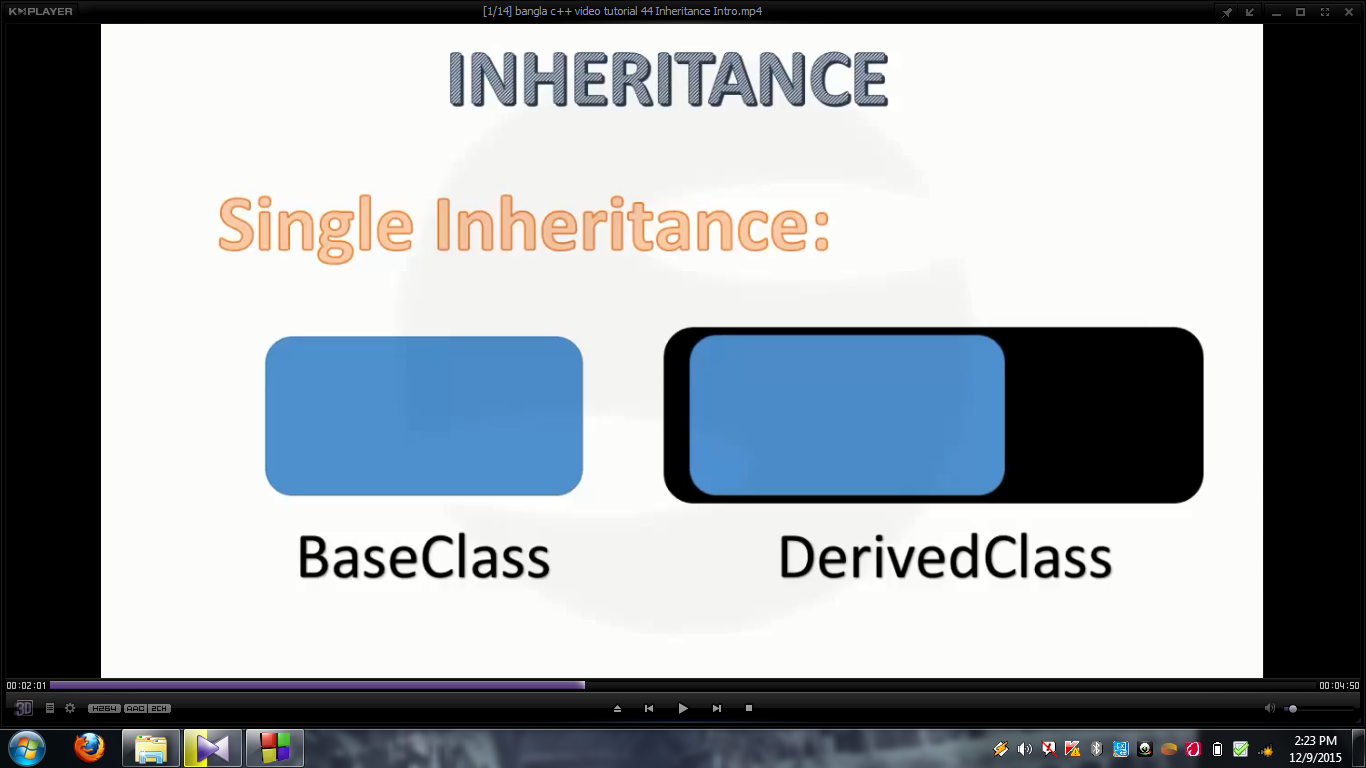 K▸MPLAYER
[1/14] bangla c++ video tutorial 44 Inheritance Intro.mp4
INHERITANCE
Single Inheritance:
BaseClass
DerivedClass
00:02:01
00:04:50
3D
H264
AAC
2CH
2:23 PM
12/9/2015